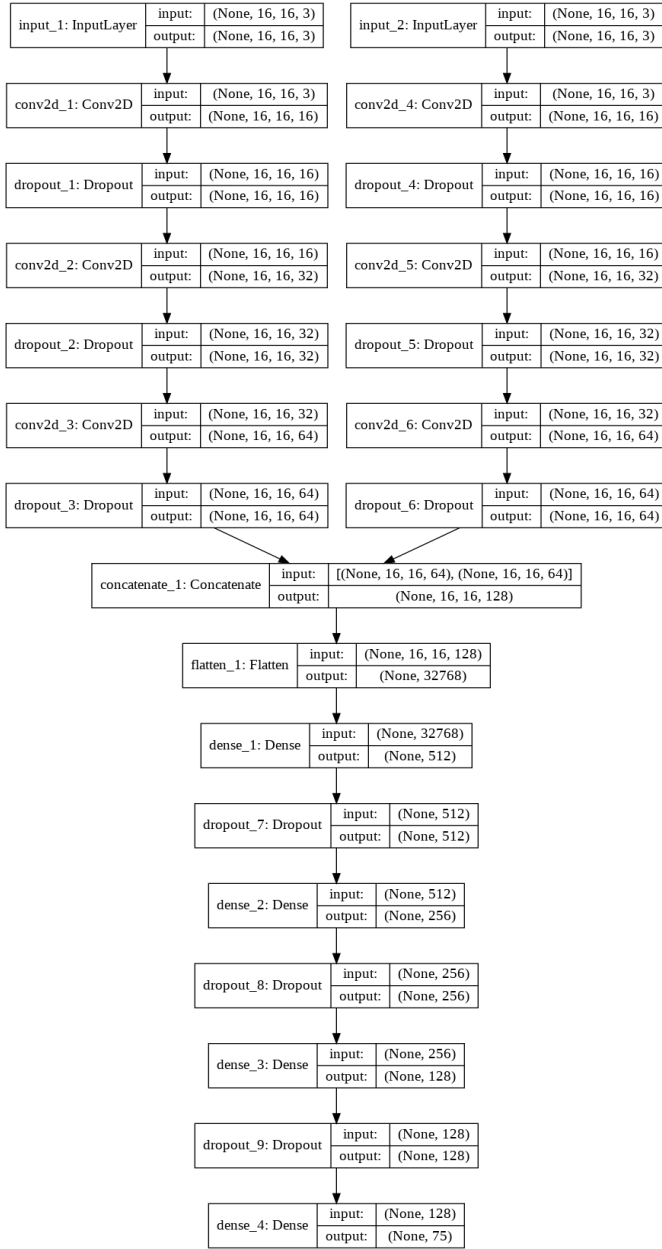 input_1: InputLayer input: (None, 16, 16, 3) output: (None, 16, 16, 3)
input_2: InputLayer input: (None, 16, 16, 3) output: (None, 16, 16, 3)
conv2d_1: Conv2D input: (None, 16, 16, 3) output: (None, 16, 16, 16)
conv2d_4: Conv2D input: (None, 16, 16, 3) output: (None, 16, 16, 16)
dropout_1: Dropout input: (None, 16, 16, 16) output: (None, 16, 16, 16)
dropout_4: Dropout input: (None, 16, 16, 16) output: (None, 16, 16, 16)
conv2d_2: Conv2D input: (None, 16, 16, 16) output: (None, 16, 16, 32)
conv2d_5: Conv2D input: (None, 16, 16, 16) output: (None, 16, 16, 32)
dropout_2: Dropout input: (None, 16, 16, 32) output: (None, 16, 16, 32)
dropout_5: Dropout input: (None, 16, 16, 32) output: (None, 16, 16, 32)
conv2d_3: Conv2D input: (None, 16, 16, 32) output: (None, 16, 16, 64)
conv2d_6: Conv2D input: (None, 16, 16, 32) output: (None, 16, 16, 64)
dropout_3: Dropout input: (None, 16, 16, 64) output: (None, 16, 16, 64)
dropout_6: Dropout input: (None, 16, 16, 64) output: (None, 16, 16, 64)
concatenate_1: Concatenate input: [(None, 16, 16, 64), (None, 16, 16, 64)] output: (None, 16, 16, 128)
flatten_1: Flatten input: (None, 16, 16, 128) output: (None, 32768)
dense_1: Dense input: (None, 32768) output: (None, 512)
dropout_7: Dropout input: (None, 512) output: (None, 512)
dense_2: Dense input: (None, 512) output: (None, 256)
dropout_8: Dropout input: (None, 256) output: (None, 256)
dense_3: Dense input: (None, 256) output: (None, 128)
dropout_9: Dropout input: (None, 128) output: (None, 128)
dense_4: Dense input: (None, 128) output: (None, 75)